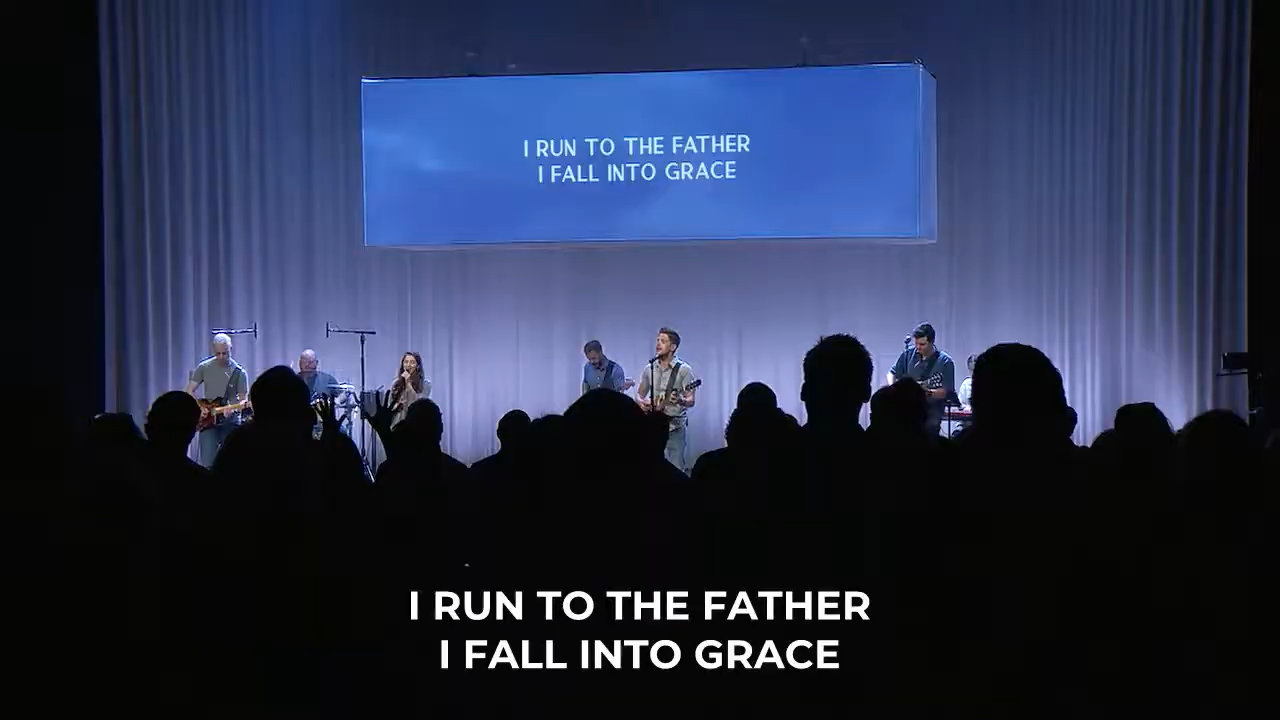 I RUN TO THE FATHER
I FALL INTO GRACE
I RUN TO THE FATHER
I FALL INTO GRACE